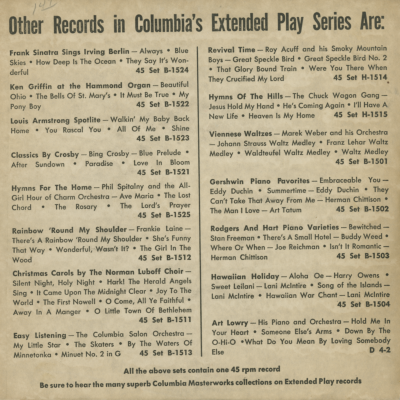 Other Records in Columbia's Extended Play Series Are:
Frank Sinatra Sings Irving Berlin — Always • Blue
Skies • How Deep Is The Ocean • They Say It's Won-
derful 45 Set B-1524
Ken Griffin at the Hammond Organ — Beautiful
Ohio • The Bells Of St. Mary's • It Must Be True • My
Pony Boy 45 Set B-1522
Louis Armstrong Spotlite — Walkin' My Baby Back
Home • You Rascal You • All Of Me • Shine
45 Set B-1523
Classics By Crosby — Bing Crosby — Blue Prelude •
After Sundown • Paradise • Love In Bloom
45 Set B-1521
Hymns For The Home — Phil Spitalny and the All-
Girl Hour of Charm Orchestra — Ave Maria • The Lost
Chard • The Rosary • The Lord's Prayer
45 Set B-1525
Rainbow 'Round My Shoulder — Frankie Laine —
There's A Rainbow 'Round My Shoulder • She's Funny
That Way • Wonderful, Wasn't It? • The Girl In The
Wood 45 Set B-1512
Christmas Carols by The Norman Luboff Choir —
Silent Night, Holy Night • Hark! The Herald Angels
Sing • It Came Upon The Midnight Clear • Joy To The
World • The First Nowell • O Come, All Ye Faithful •
Away In A Manger • O Little Town Of Bethlehem
45 Set B-1511
Easy Listening — The Columbia Salon Orchestra —
My Little Star • The Skaters • By The Waters Of
Minnetonka • Minuet No. 2 in G 45 Set B-1513
Revival Time — Roy Acuff and his Smoky Mountain
Boys — Great Speckle Bird • Great Speckle Bird No. 2
• That Glory Bound Train • Were You There When
They Crucified My Lord 45 Set H-1514
Hymns Of The Hills — The Chuck Wagon Gang —
Jesus Hold My Hand • He's Coming Again • I'll Have A
New Life • Heaven Is My Home 45 Set H-1515
Viennese Waltzes — Marek Weber and his Orchestra
— Johann Strauss Waltz Medley • Franz Lehar Waltz
Medley • Waldteufel Waltz Medley • Waltz Medley
45 Set B-1501
Gershwin Piano Favorites — Embraceable You —
Eddy Duchin • Summertime — Eddy Duchin • They
Can't Take That Away From Me — Herman Chittison •
The Man I Love — Art Tatum 45 Set B-1502
Rodgers And Hart Piano Varieties — Bewitched —
Stan Freeman • There's A Small Hotel — Buddy Weed •
Where Or When — Joe Reichman • Isn't It Romantic —
Herman Chittison 45 Set B-1503
Hawaiian Holiday — Aloha Oe — Harry Owens •
Sweet Leilani — Lani McIntire • Song of the Islands —
Lani McIntire • Hawaiian War Chant — Lani McIntire
45 Set B-1504
Art Lowry — His Piano and Orchestra — Hold Me In
Your Heart • Someone Else's Arms • Down By The
O-HI-O • What Do You Mean By Loving Somebody
Else D 4-2
All the above sets contain one 45 rpm record
Be sure to hear the many superb Columbia Masterworks collections on Extended Play records